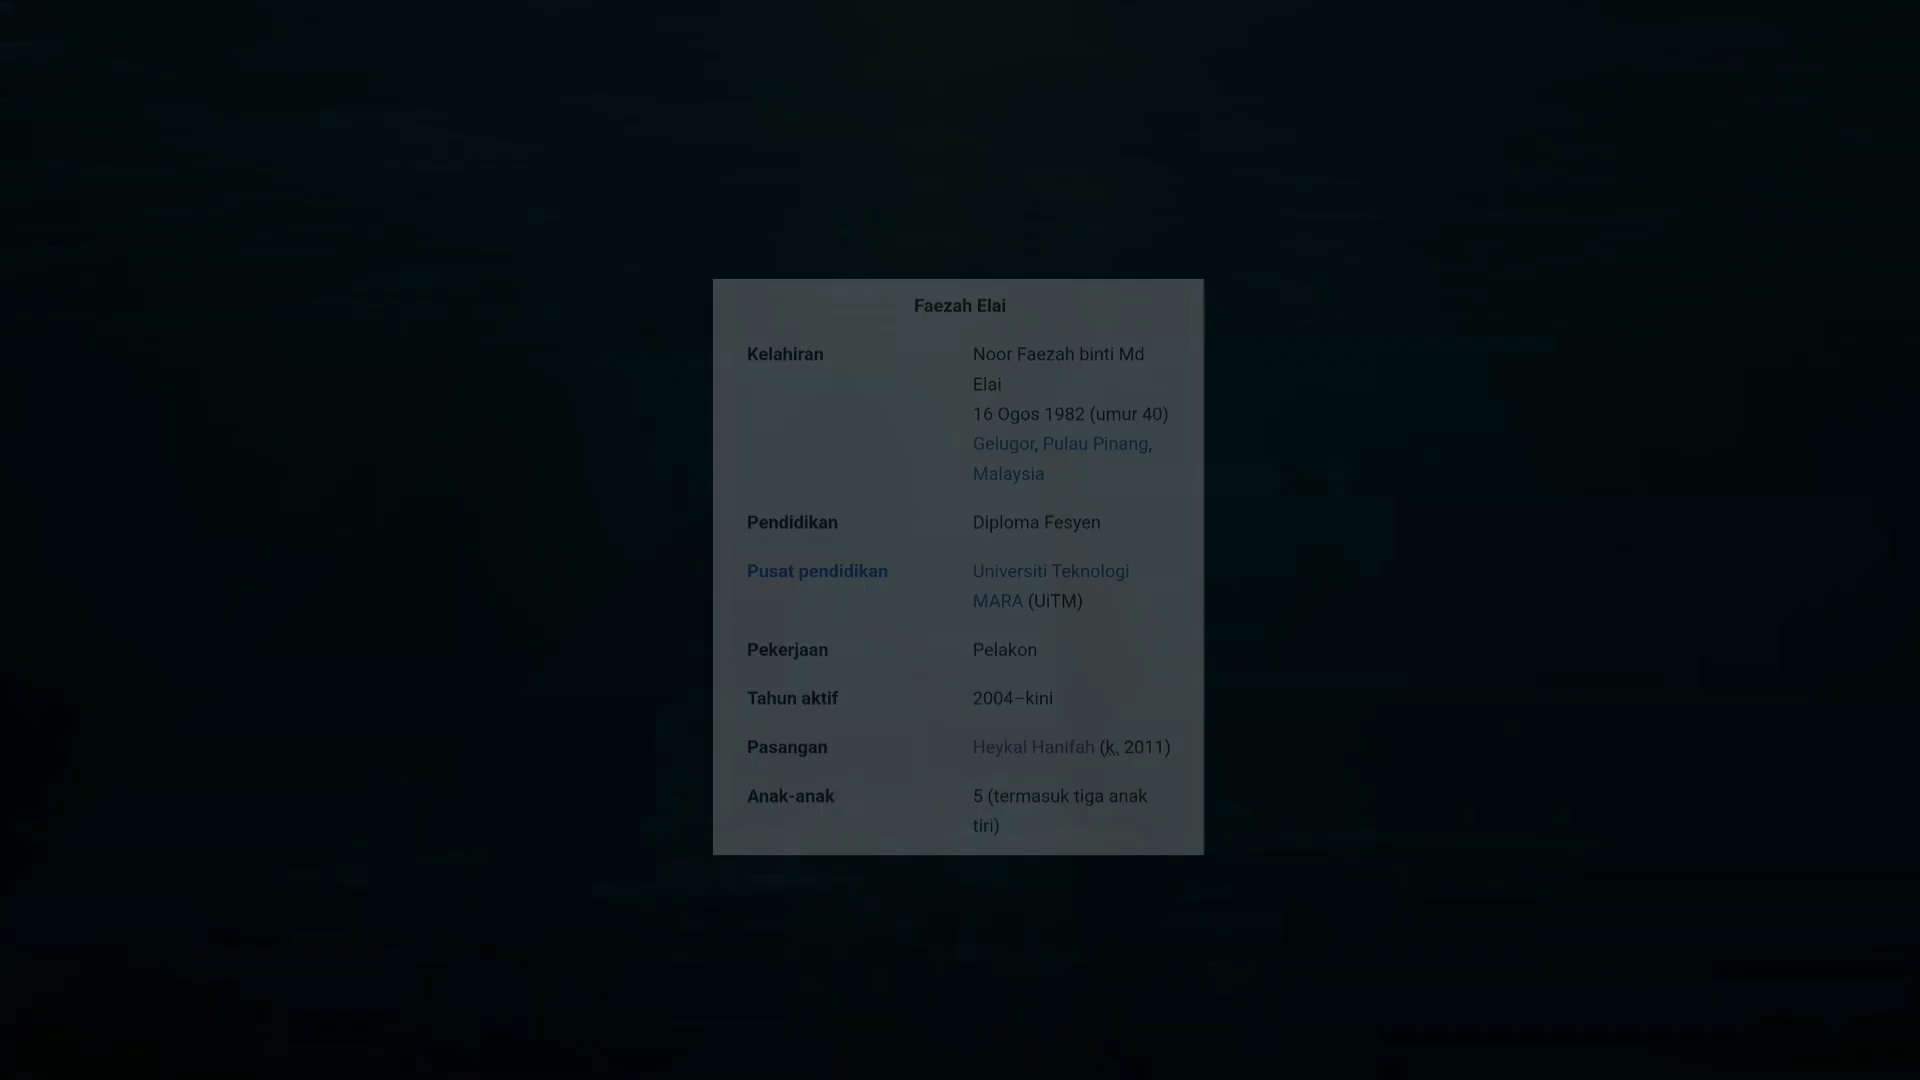 Faezah Elai
Kelahiran
Noor Faezah binti Md
Elai
16 Ogos 1982 (umur 40)
Gelugor, Pulau Pinang,
Malaysia
Pendidikan
Diploma Fesyen
Pusat pendidikan
Universiti Teknologi
MARA (UiTM)
Pekerjaan
Pelakon
Tahun aktif
2004–kini
Pasangan
Heykal Hanifah (k. 2011)
Anak-anak
5 (termasuk tiga anak
tiri)